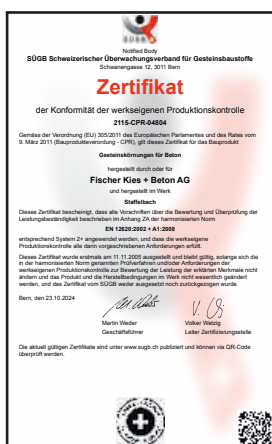 SÜGB
Notified Body
SÜGB Schweizerischer Überwachungsverband für Gesteinsbaustoffe
Schwanengasse 12, 3011 Bern
Zertifikat
der Konformität der werkseigenen Produktionskontrolle
2115-CPR-04804
Gemäss der Verordnung (EU) 305/2011 des Europäischen Parlamentes und des Rates vom
9. März 2011 (Bauproduktenverordnung - CPR), gilt dieses Zertifikat für das Bauprodukt
Gesteinskörnungen für Beton
hergestellt durch oder für
Fischer Kies + Beton AG
und hergestellt im Werk
Staffelbach
Dieses Zertifikat bescheinigt, dass alle Vorschriften über die Bewertung und Überprüfung der
Leistungsbeständigkeit beschrieben im Anhang ZA der harmonisierten Norm
EN 12620:2002 + A1:2008
entsprechend System 2+ angewendet werden, und dass die werkseigene
Produktionskontrolle alle darin vorgeschriebenen Anforderungen erfüllt.
Dieses Zertifikat wurde erstmals am 11.11.2005 ausgestellt und bleibt gültig, solange sich die
in der harmonisierten Norm genannten Prüfverfahren und/oder Anforderungen der
werkseigenen Produktionskontrolle zur Bewertung der Leistung der erklärten Merkmale nicht
ändern und das Produkt und die Herstellbedingungen im Werk nicht wesentlich geändert
werden, und das Zertifikat vom SÜGB weder ausgesetzt noch zurückgezogen wurde.
Bern, den 23.10.2024
Martin Weder
Geschäftsführer
Volker Wetzig
Leiter Zertifizierungsstelle
Die aktuell gültigen Zertifikate sind unter www.sugb.ch publiziert und können via QR-Code
überprüft werden.